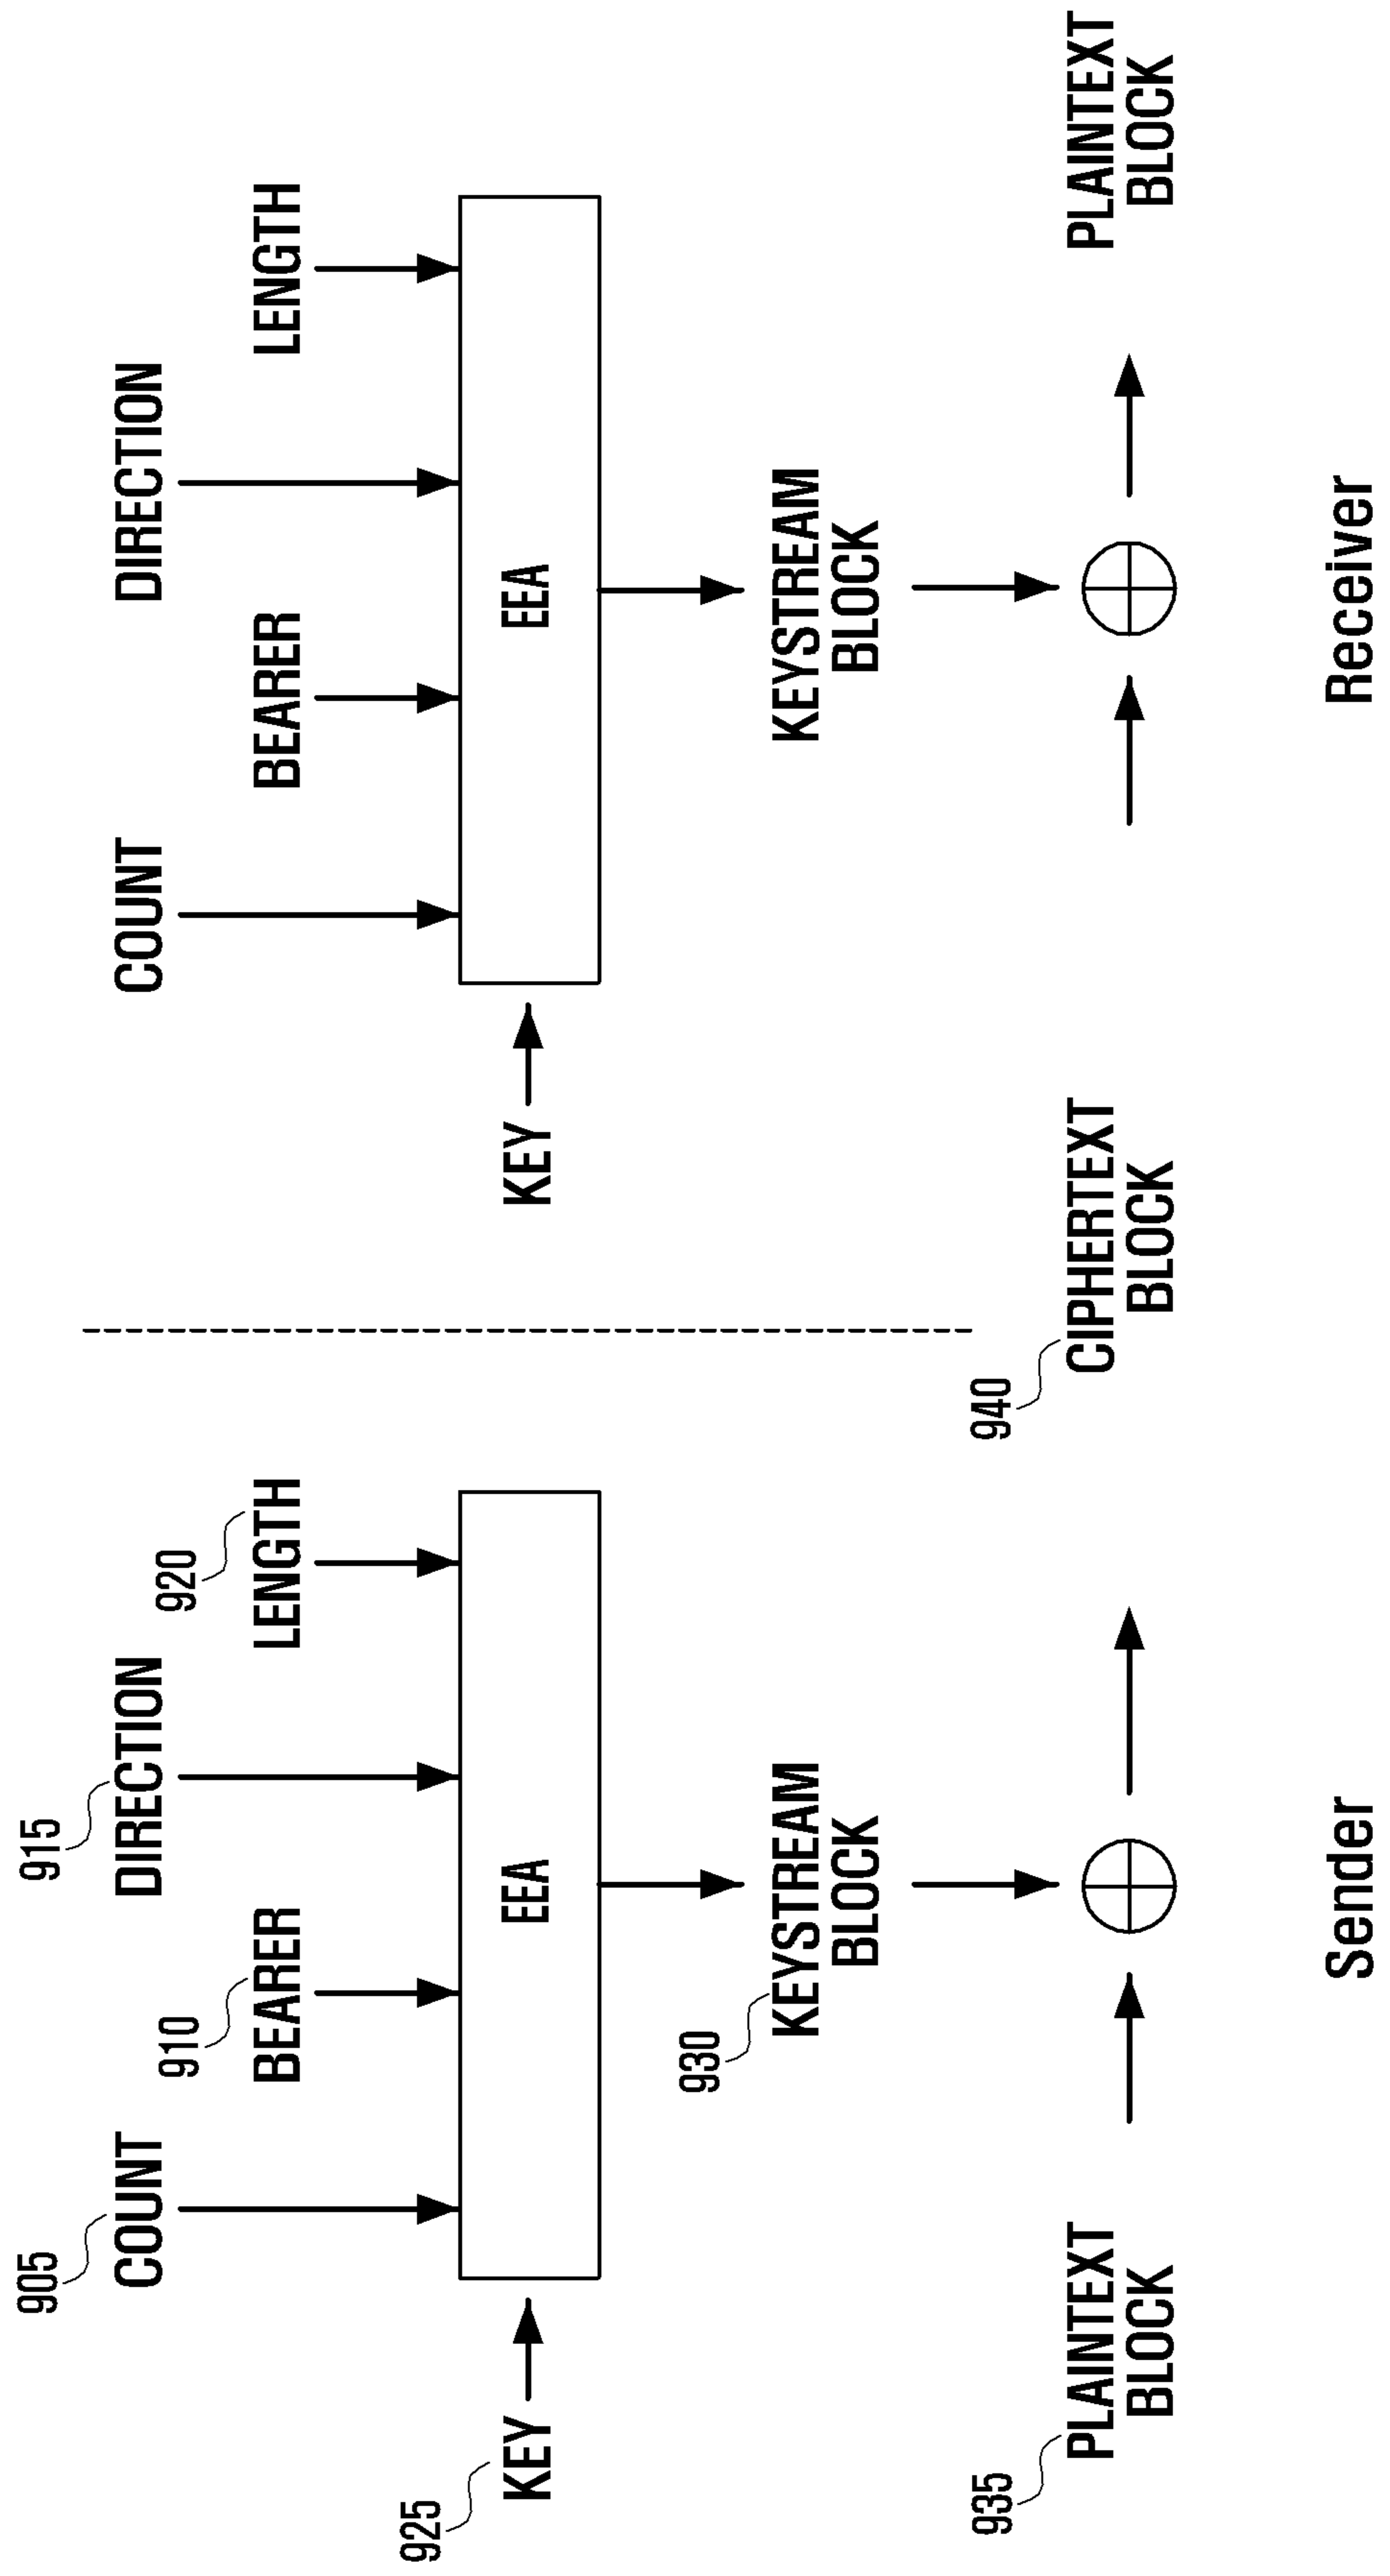 905
COUNT
910
BEARER
915
DIRECTION
920
LENGTH
925
KEY
EEA
930
KEYSTREAM
BLOCK
935
PLAINTEXT
BLOCK
940
CIPHERTEXT
BLOCK
Sender
COUNT
BEARER
DIRECTION
LENGTH
KEY
EEA
KEYSTREAM
BLOCK
PLAINTEXT
BLOCK
Receiver